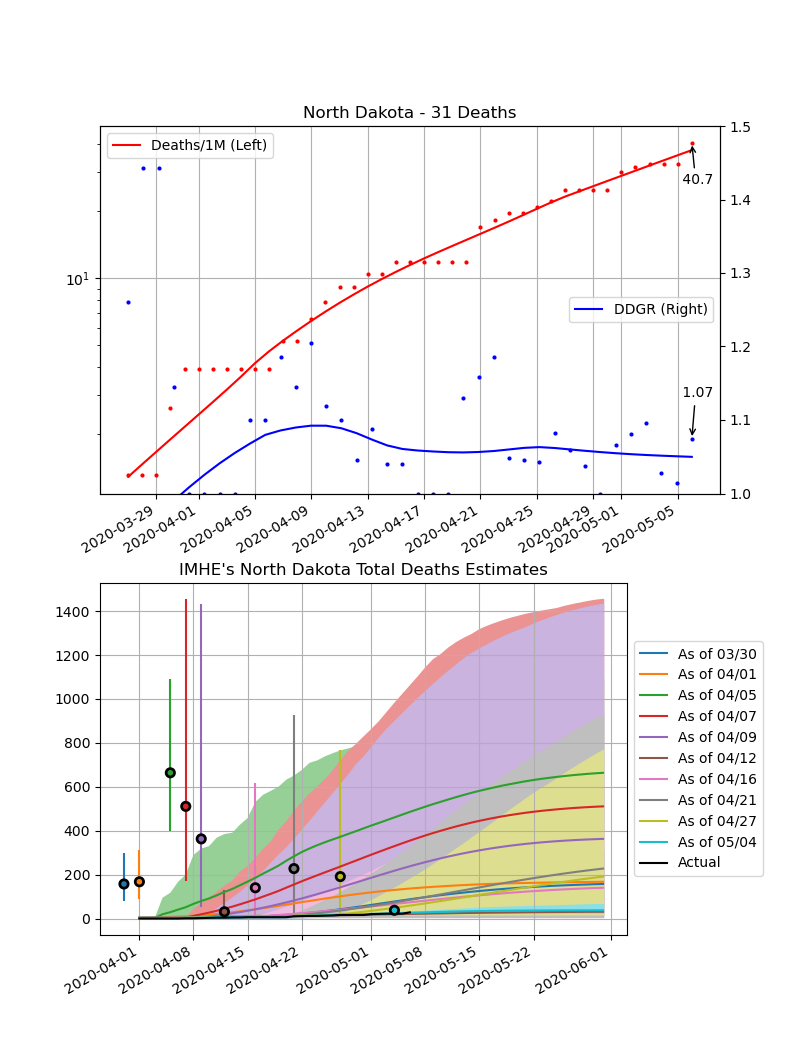 North Dakota - 31 Deaths
Deaths/1M (Left)
1.5
1.4
40.7
1.3
10¹
DDGR (Right)
1.2
1.07
1.1
1.0
2020-03-29
2020-04-01
2020-04-05
2020-04-09
2020-04-13
2020-04-17
2020-04-21
2020-04-25
2020-04-29
2020-05-01
2020-05-05
IMHE's North Dakota Total Deaths Estimates
1400
1200
1000
800
600
400
200
0
As of 03/30
As of 04/01
As of 04/05
As of 04/07
As of 04/09
As of 04/12
As of 04/16
As of 04/21
As of 04/27
As of 05/04
Actual
2020-04-01
2020-04-08
2020-04-15
2020-04-22
2020-05-01
2020-05-08
2020-05-15
2020-05-22
2020-06-01